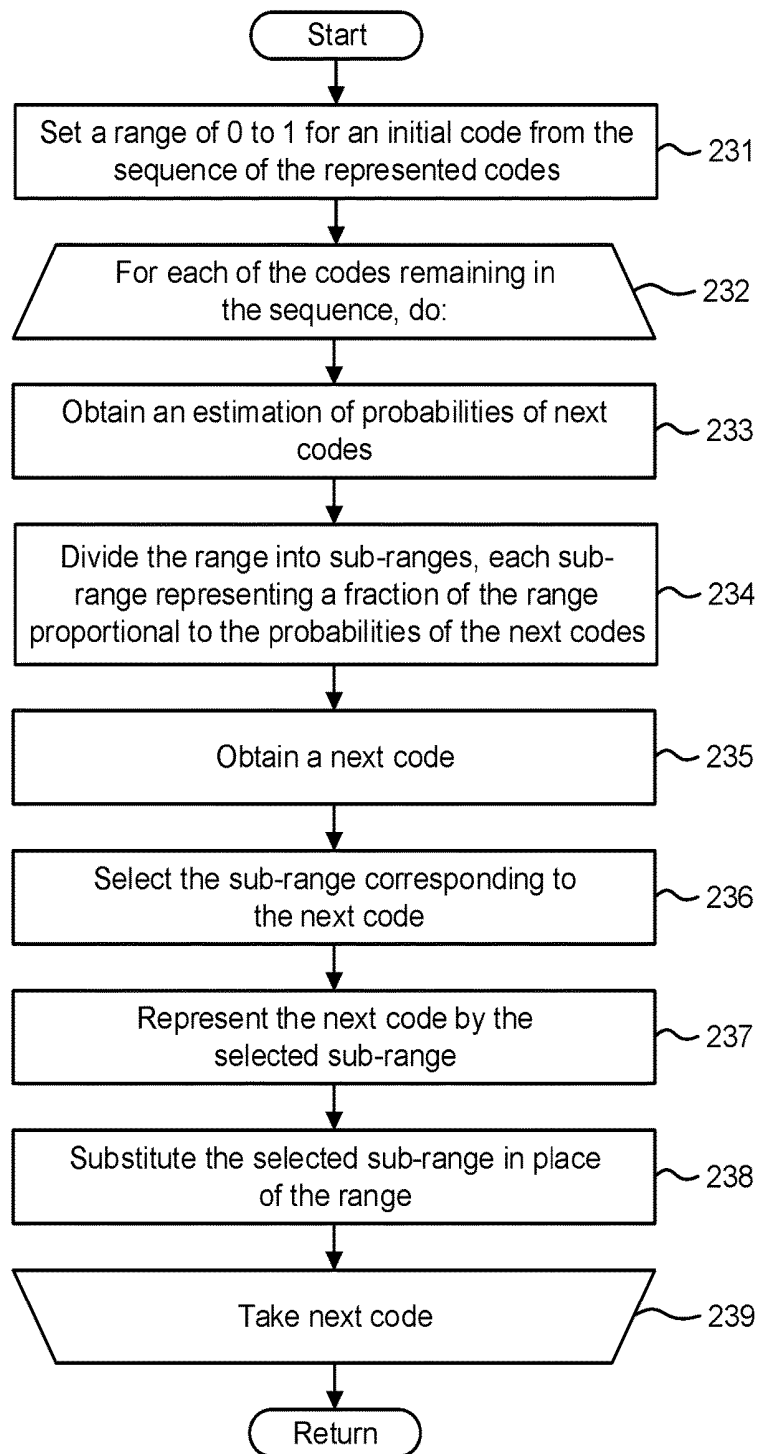 Start
Set a range of 0 to 1 for an initial code from the
sequence of the represented codes
231
For each of the codes remaining in
the sequence, do:
232
Obtain an estimation of probabilities of next
codes
233
Divide the range into sub-ranges, each sub-
range representing a fraction of the range
proportional to the probabilities of the next codes
234
Obtain a next code
235
Select the sub-range corresponding to
the next code
236
Represent the next code by the
selected sub-range
237
Substitute the selected sub-range in place
of the range
238
Take next code
239
Return